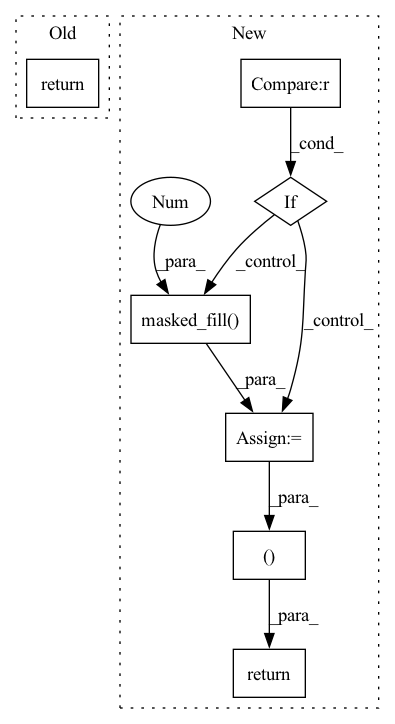 Old
New
return
Compare:r
_cond_
Num
If
_para_
_control_
masked_fill()
_control_
_para_
Assign:=
_para_
()
_para_
return